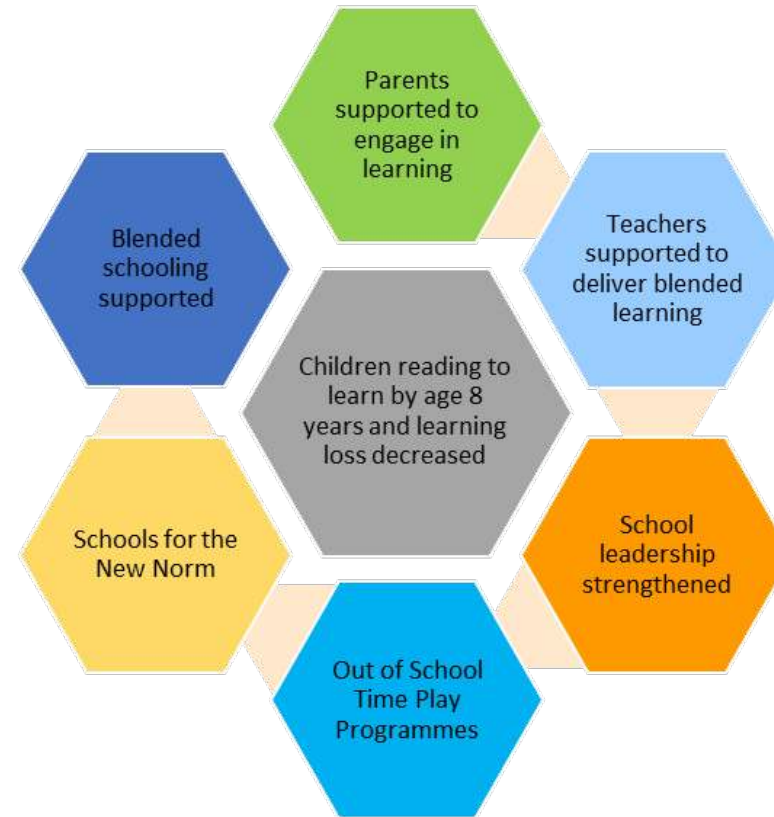 Parents
supported to
engage in
learning
Teachers
supported to
deliver blended
learning
School
leadership
strengthened
Out of School
Time Play
Programmes
Schools for the
New Norm
Blended
schooling
supported
Children reading to
learn by age 8
years and learning
loss decreased